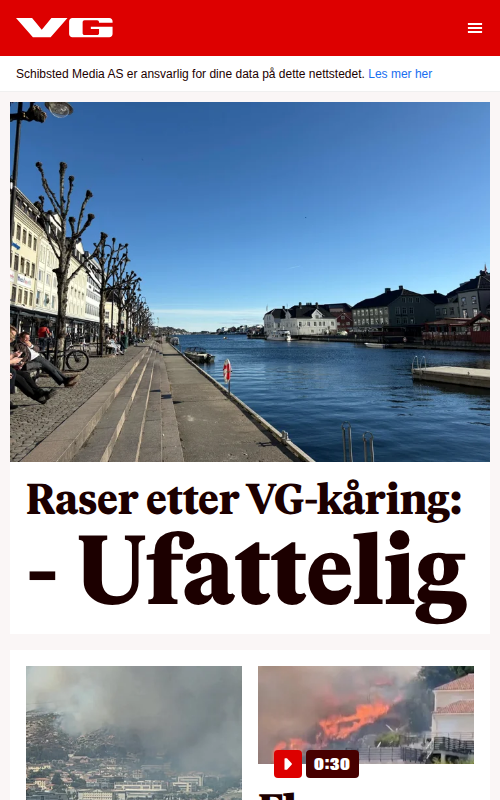 VG
Schibsted Media AS er ansvarlig for dine data på dette nettstedet. Les mer her
Raser etter VG-kåring:
- Ufattelig
0:30